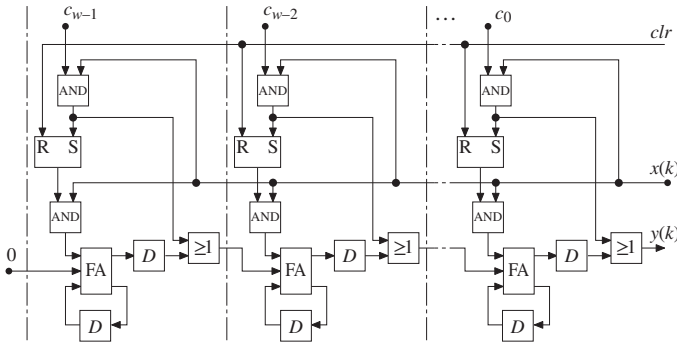 c_{w–1} c_{w–2} … c_0 clr
AND AND AND
R S R S R S
x(k)
AND AND AND
0 FA D ≥1 FA D ≥1 FA D ≥1 y(k)
D D D